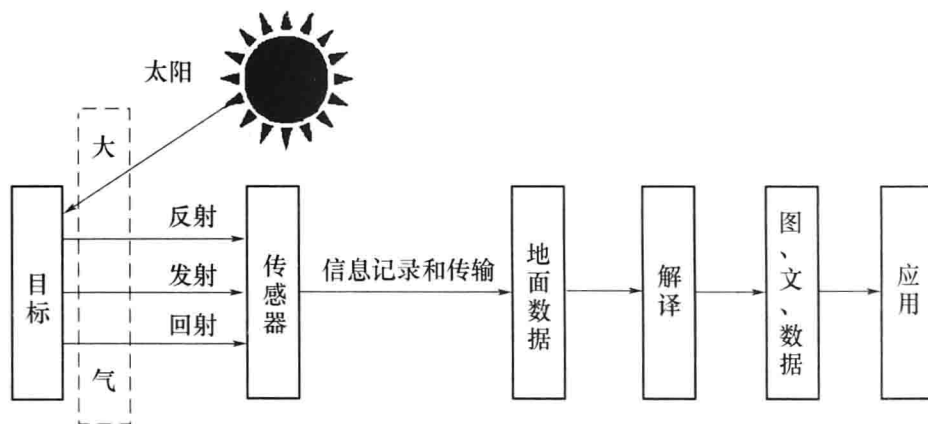 太阳
大
气
目标
反射
发射
回射
传感器
信息记录和传输
地面数据
解译
图、文、数据
应用